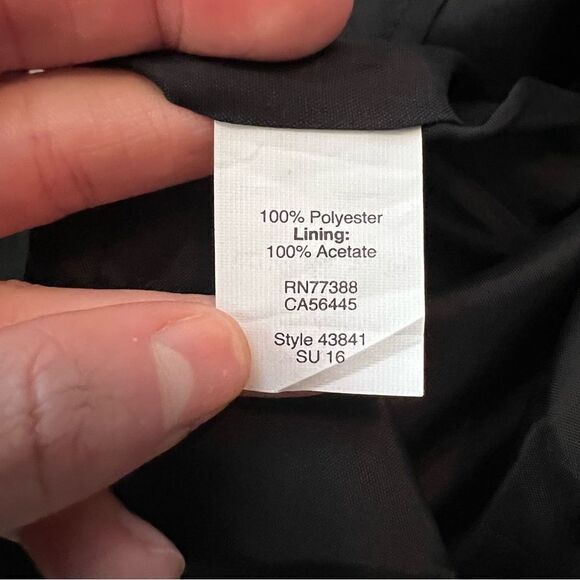 100% Polyester
Lining:
100% Acetate
RN77388
CA56445
Style 43841
SU 16